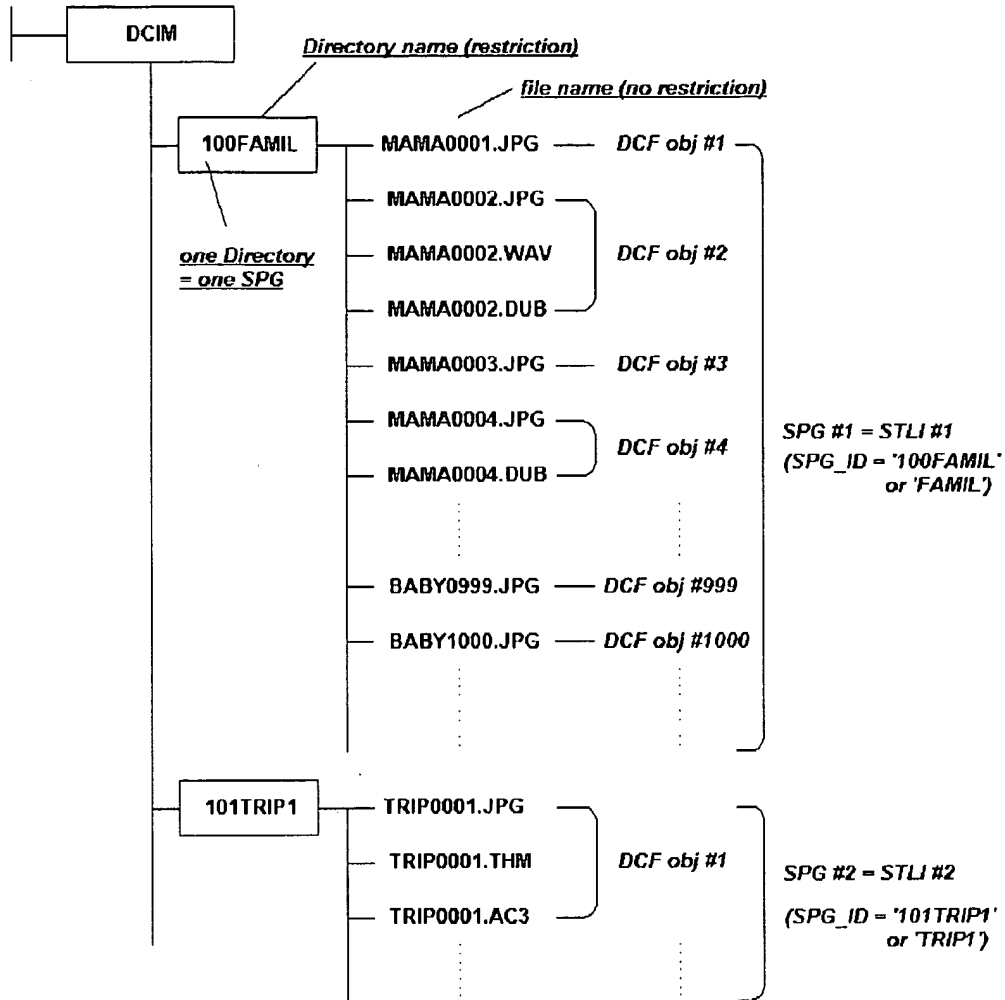 DCIM
Directory name (restriction)
file name (no restriction)
100FAMIL
MAMA0001.JPG
DCF obj #1
MAMA0002.JPG
one Directory
= one SPG
MAMA0002.WAV
DCF obj #2
MAMA0002.DUB
MAMA0003.JPG
DCF obj #3
MAMA0004.JPG
DCF obj #4
MAMA0004.DUB
SPG #1 = STLI #1
(SPG_ID = '100FAMIL'
or 'FAMIL')
BABY0999.JPG
DCF obj #999
BABY1000.JPG
DCF obj #1000
101TRIP1
TRIP0001.JPG
TRIP0001.THM
DCF obj #1
TRIP0001.AC3
SPG #2 = STLI #2
(SPG_ID = '101TRIP1'
or 'TRIP1')